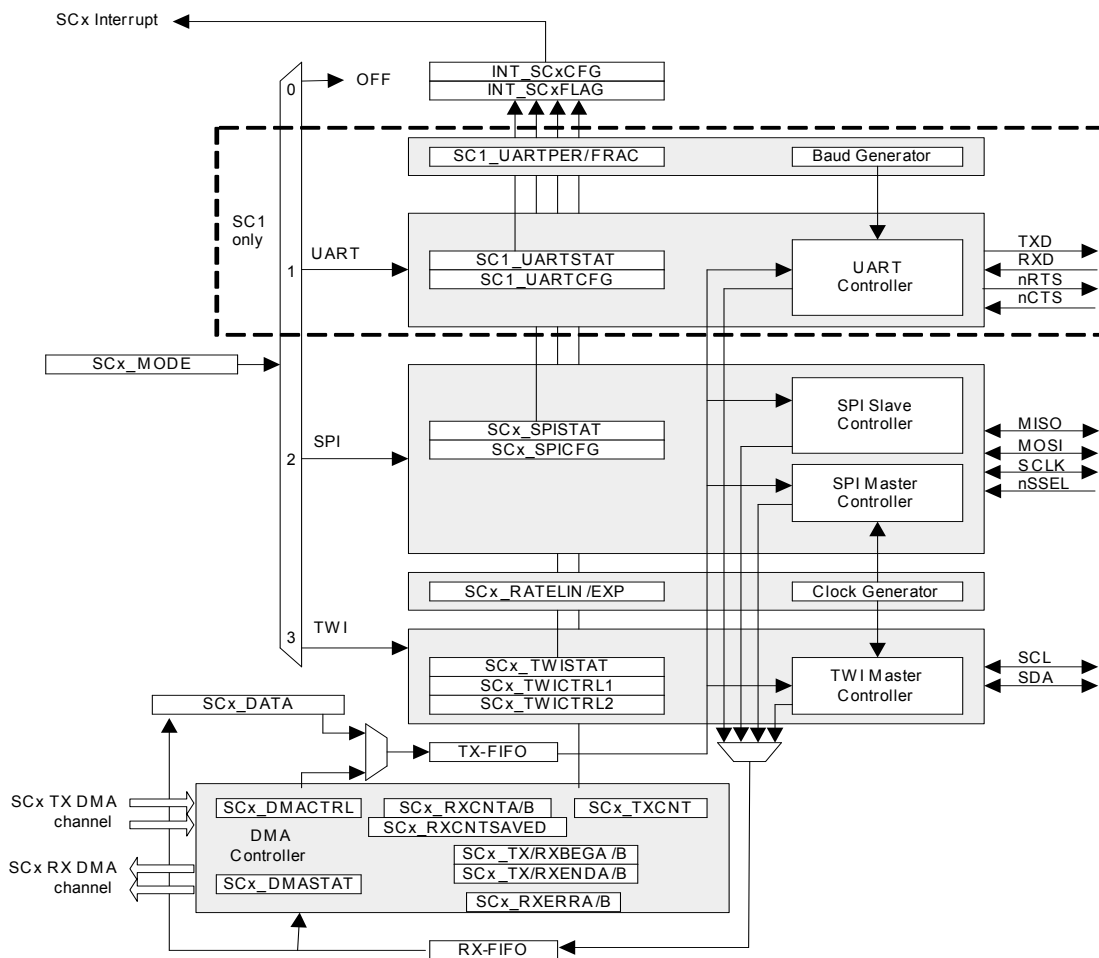 SCx Interrupt
INT_SCxCFG
INT_SCxFLAG
0
OFF
SC1_UARTPER/FRAC
Baud Generator
SC1
only
UART
1
SC1_UARTSTAT
SC1_UARTCFG
UART
Controller
TXD
RXD
nRTS
nCTS
SCx_MODE
SPI
2
SCx_SPISTAT
SCx_SPICFG
SPI Slave
Controller
SPI Master
Controller
MISO
MOSI
SCLK
nSSEL
SCx_RATELIN/EXP
Clock Generator
TWI
3
SCx_TWISTAT
SCx_TWICTRL1
SCx_TWICTRL2
TWI Master
Controller
SCL
SDA
SCx_DATA
TX-FIFO
SCx TX DMA
channel
SCx RX DMA
channel
SCx_DMACTRL
DMA
Controller
SCx_DMASTAT
SCx_RXCNTA/B
SCx_RXCNTSAVED
SCx_TXCNT
SCx_TX/RXBEGA/B
SCx_TX/RXENDA/B
SCx_RXERRA/B
RX-FIFO